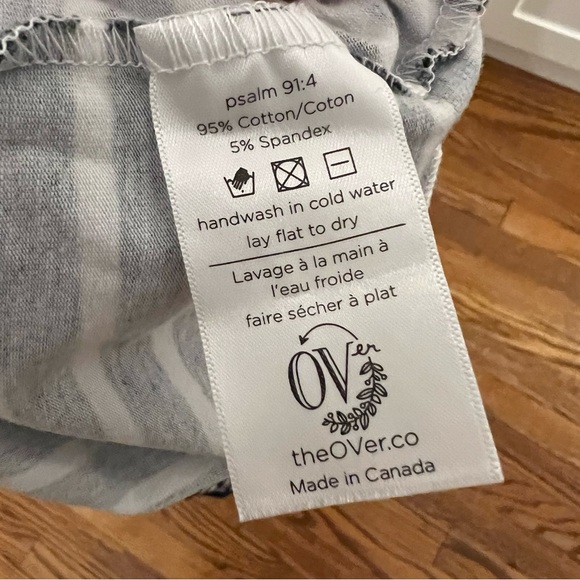 psalm 91:4
95% Cotton/Coton
5% Spandex
handwash in cold water
lay flat to dry
Lavage à la main à
l'eau froide
faire sécher à plat
OVer
theOVer.co
Made in Canada